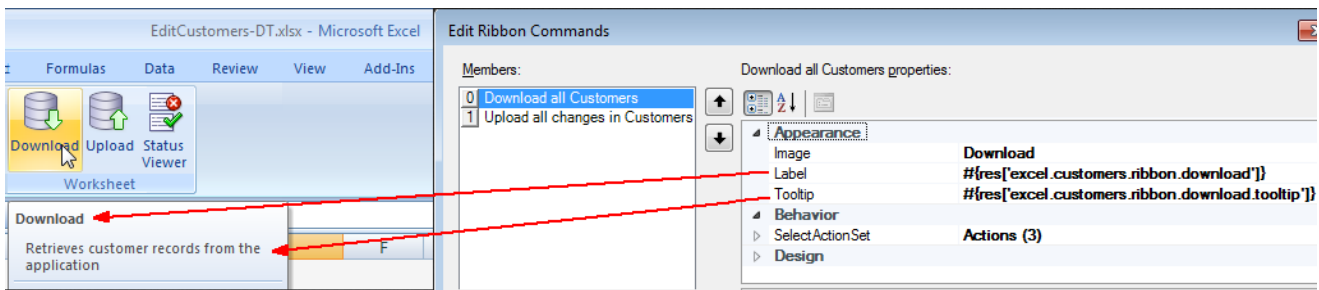 EditCustomers-DT.xlsx - Microsoft Excel
Formulas Data Review View Add-Ins
Download Upload Status
Viewer
Worksheet
Download
Retrieves customer records from the
application
F
Edit Ribbon Commands
Members:
0 Download all Customers
1 Upload all changes in Customers
Download all Customers properties:
Appearance
Image Download
Label #{res['excel.customers.ribbon.download']}
Tooltip #{res['excel.customers.ribbon.download.tooltip']}
Behavior
SelectActionSet Actions (3)
Design